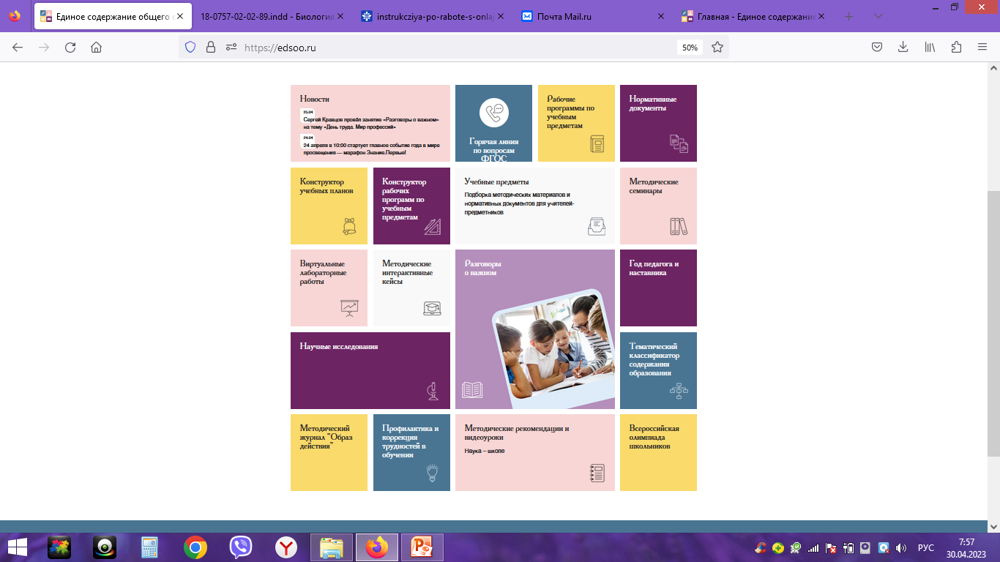 Единое содержание общего
18-0757-02-02-89.indd - Биология
instrukcziya-po-rabote-s-onla
Почта Mail.ru
Главная - Единое содержание
https://edsoo.ru
50%
Новости
25.04
Сергей Кравцов провёл занятие «Разговоры о важном»
на тему «День труда. Мир профессий»
24.04
24 апреля в 10:00 стартует главное событие года в мире
просвещения — марафон Знание.Первые!
Горячая линия
по вопросам
ФГОС
Рабочие
программы по
учебным
предметам
Нормативные
документы
Конструктор
учебных планов
Конструктор
рабочих
программ по
учебным
предметам
Учебные предметы
Подборка методических материалов и
нормативных документов для учителей-
предметников
Методические
семинары
Виртуальные
лабораторные
работы
Методические
интерактивные
кейсы
Разговоры
о важном
Год педагога и
наставника
Научные исследования
Тематический
классификатор
содержания
образования
Методический
журнал "Образ
действия"
Профилактика и
коррекция
трудностей в
обучении
Методические рекомендации и
видеоуроки
Наука – школе
Всероссийская
олимпиада
школьников
РУС
7:57
30.04.2023